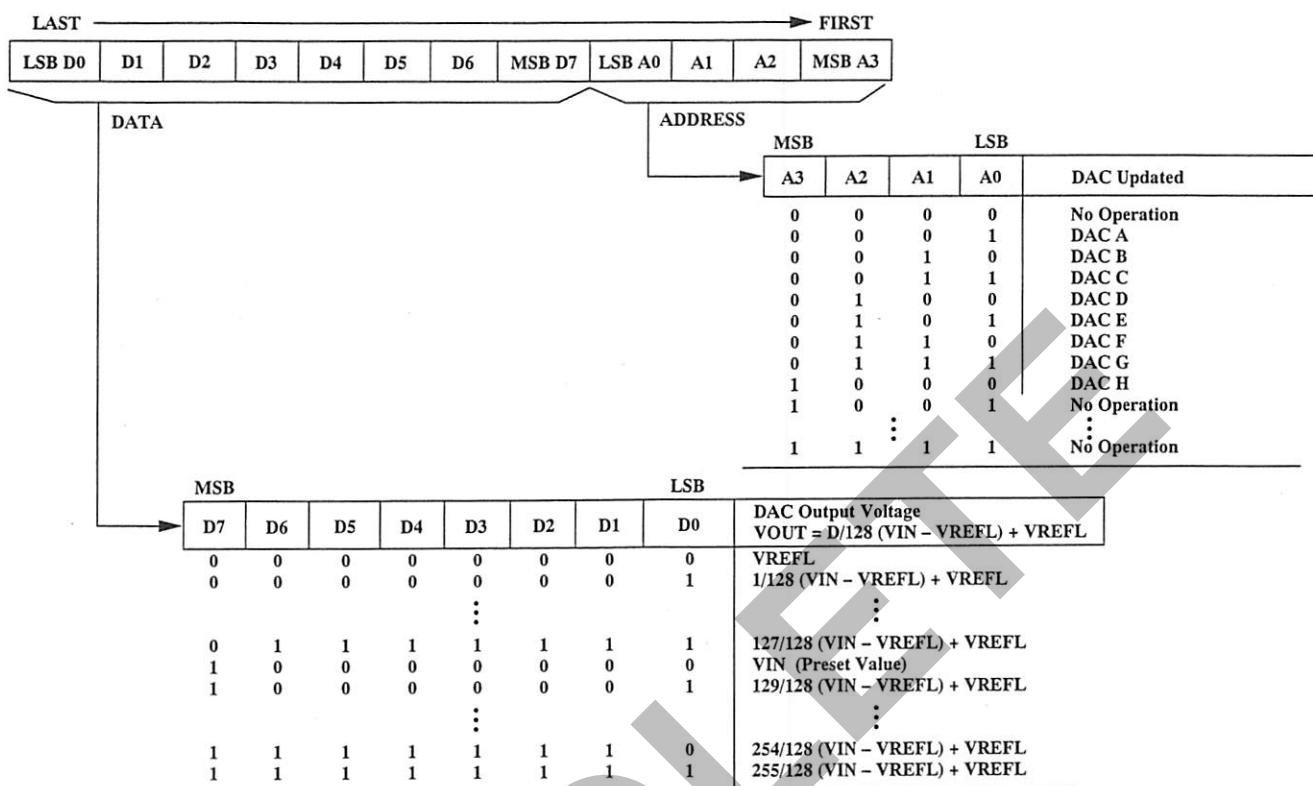 LAST FIRST
LSB D0 D1 D2 D3 D4 D5 D6 MSB D7 LSB A0 A1 A2 MSB A3
DATA ADDRESS
MSB LSB
A3 A2 A1 A0 DAC Updated
0 0 0 0 No Operation
0 0 0 1 DAC A
0 0 1 0 DAC B
0 0 1 1 DAC C
0 1 0 0 DAC D
0 1 0 1 DAC E
0 1 1 0 DAC F
0 1 1 1 DAC G
1 0 0 0 DAC H
1 0 0 1 No Operation
1 1 1 1 No Operation
MSB LSB
D7 D6 D5 D4 D3 D2 D1 D0 DAC Output Voltage
VOUT = D/128 (VIN – VREFL) + VREFL
0 0 0 0 0 0 0 0 VREFL
0 0 0 0 0 0 0 1 1/128 (VIN – VREFL) + VREFL
0 1 1 1 1 1 1 1 127/128 (VIN – VREFL) + VREFL
1 0 0 0 0 0 0 0 VIN (Preset Value)
1 0 0 0 0 0 0 1 129/128 (VIN – VREFL) + VREFL
1 1 1 1 1 1 1 0 254/128 (VIN – VREFL) + VREFL
1 1 1 1 1 1 1 1 255/128 (VIN – VREFL) + VREFL
LETE